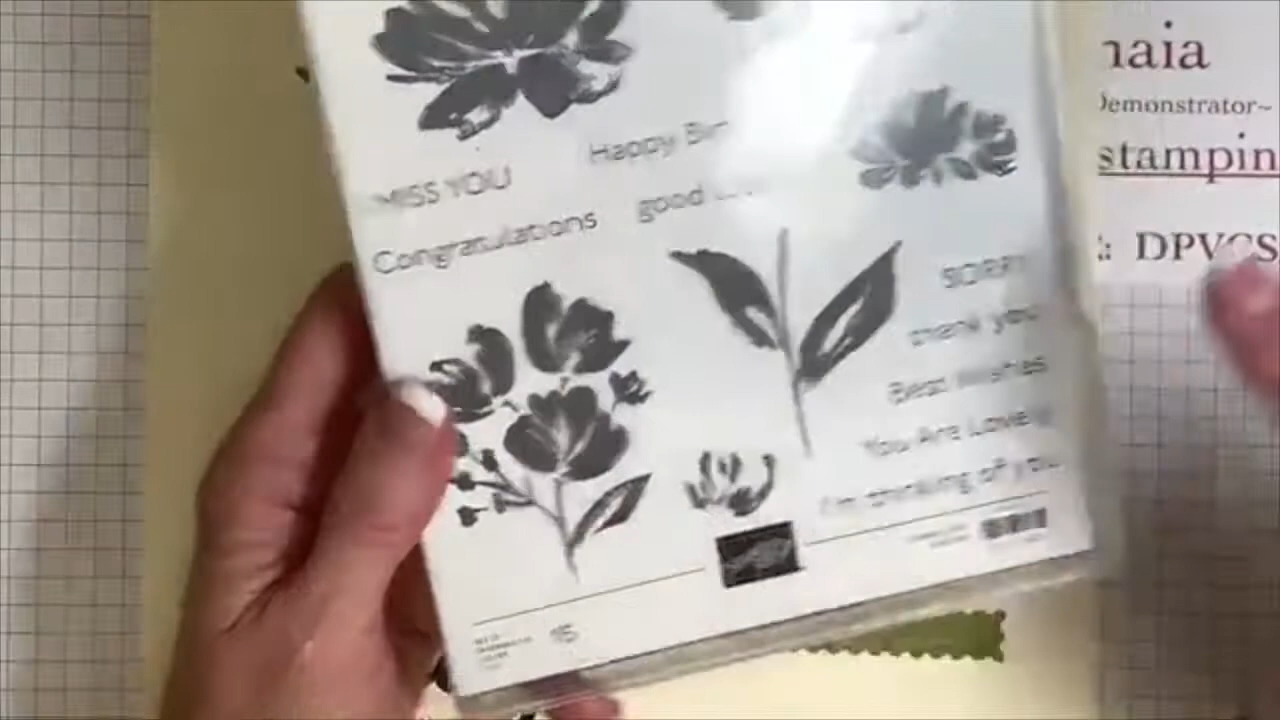 naia
Demonstrator~
stampin
: DPVCS
Happy Bir
MISS YOU
good
Congratulations
SORRY
thank you
Best Wishes
You Are Love
I'm thinking of you
15